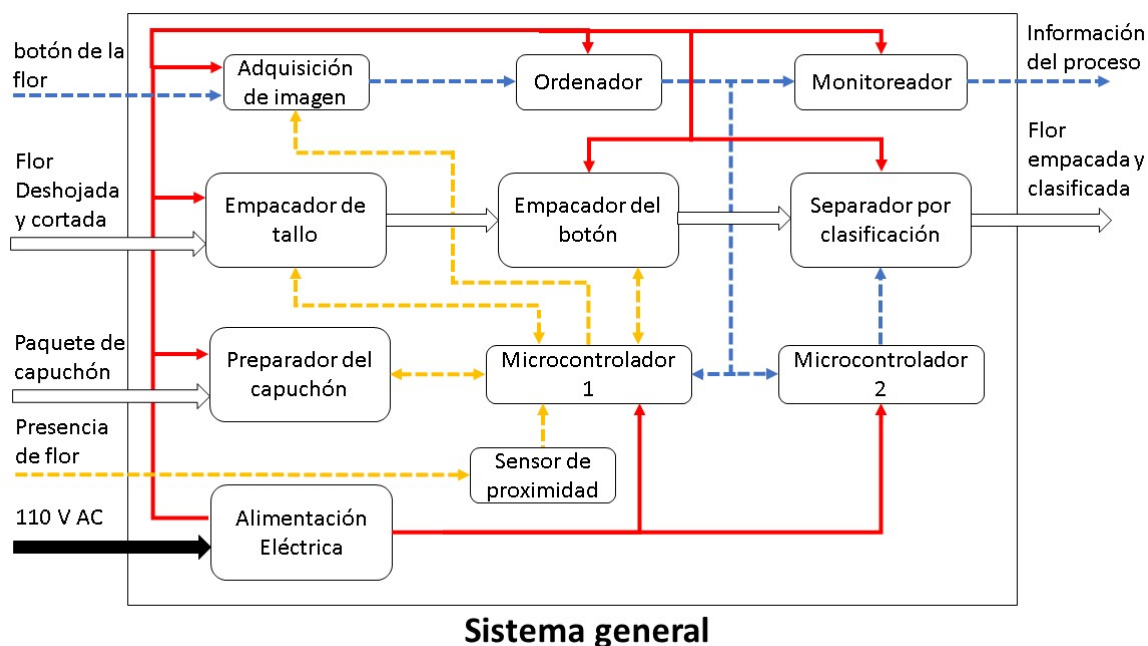 botón de la
flor
Adquisición
de imagen
Ordenador
Monitoreador
Información
del proceso
Flor
Deshojada
y cortada
Empacador de
tallo
Empacador del
botón
Separador por
clasificación
Flor
empacada y
clasificada
Paquete de
capuchón
Preparador del
capuchón
Microcontrolador
1
Microcontrolador
2
Presencia
de flor
Sensor de
proximidad
110 V AC
Alimentación
Eléctrica
Sistema general